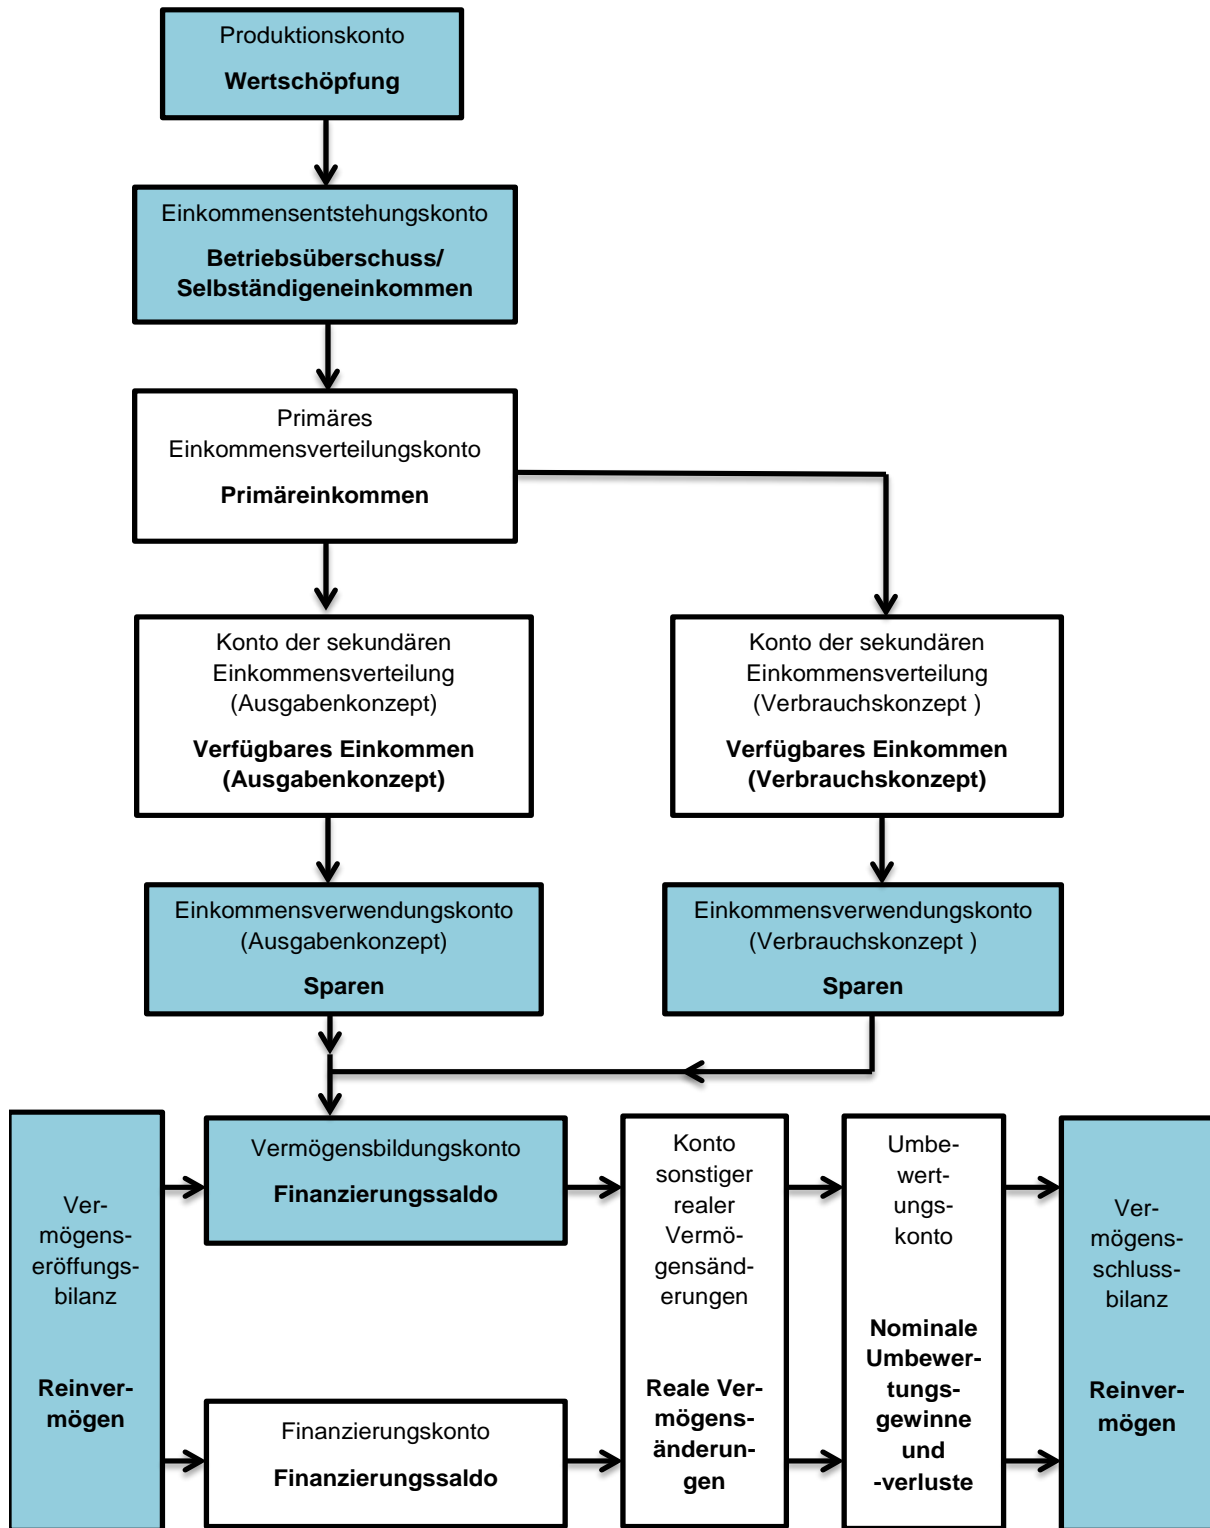 Produktionskonto
Wertschöpfung
Einkommensentstehungskonto
Betriebsüberschuss/
Selbständigeneinkommen
Primäres
Einkommensverteilungskonto
Primäreinkommen
Konto der sekundären
Einkommensverteilung
(Ausgabenkonzept)
Verfügbares Einkommen
(Ausgabenkonzept)
Konto der sekundären
Einkommensverteilung
(Verbrauchskonzept )
Verfügbares Einkommen
(Verbrauchskonzept)
Einkommensverwendungskonto
(Ausgabenkonzept)
Sparen
Einkommensverwendungskonto
(Verbrauchskonzept )
Sparen
Ver-
mögens-
eröffungs-
bilanz
Reinver-
mögen
Vermögensbildungskonto
Finanzierungssaldo
Finanzierungskonto
Finanzierungssaldo
Konto
sonstiger
realer
Vermö-
gensänd-
erungen
Reale Ver-
mögens-
änderun-
gen
Umbe-
wert-
ungs-
konto
Nominale
Umbewer-
tungs-
gewinne
und
-verluste
Ver-
mögens-
schluss-
bilanz
Reinver-
mögen